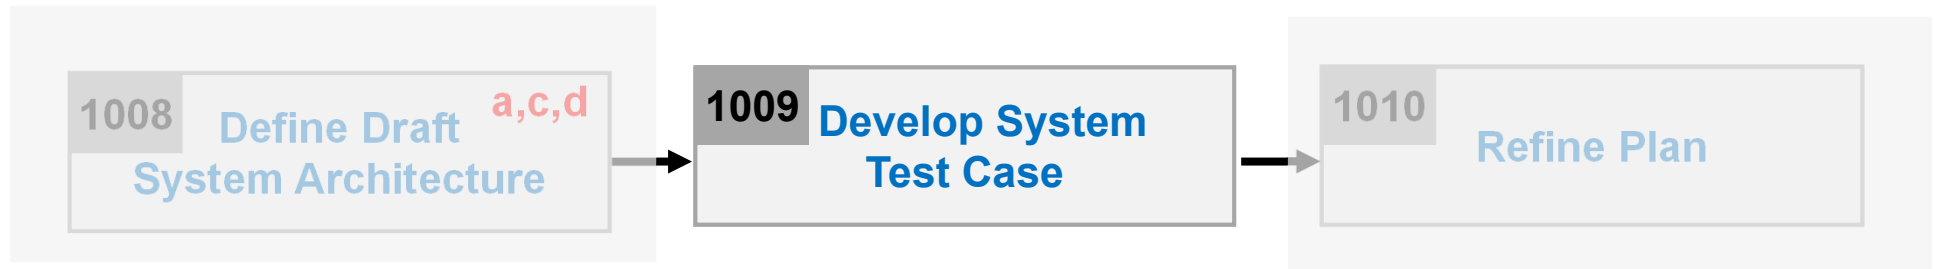 1008
a,c,d
Define Draft
System Architecture
1009
Develop System
Test Case
1010
Refine Plan